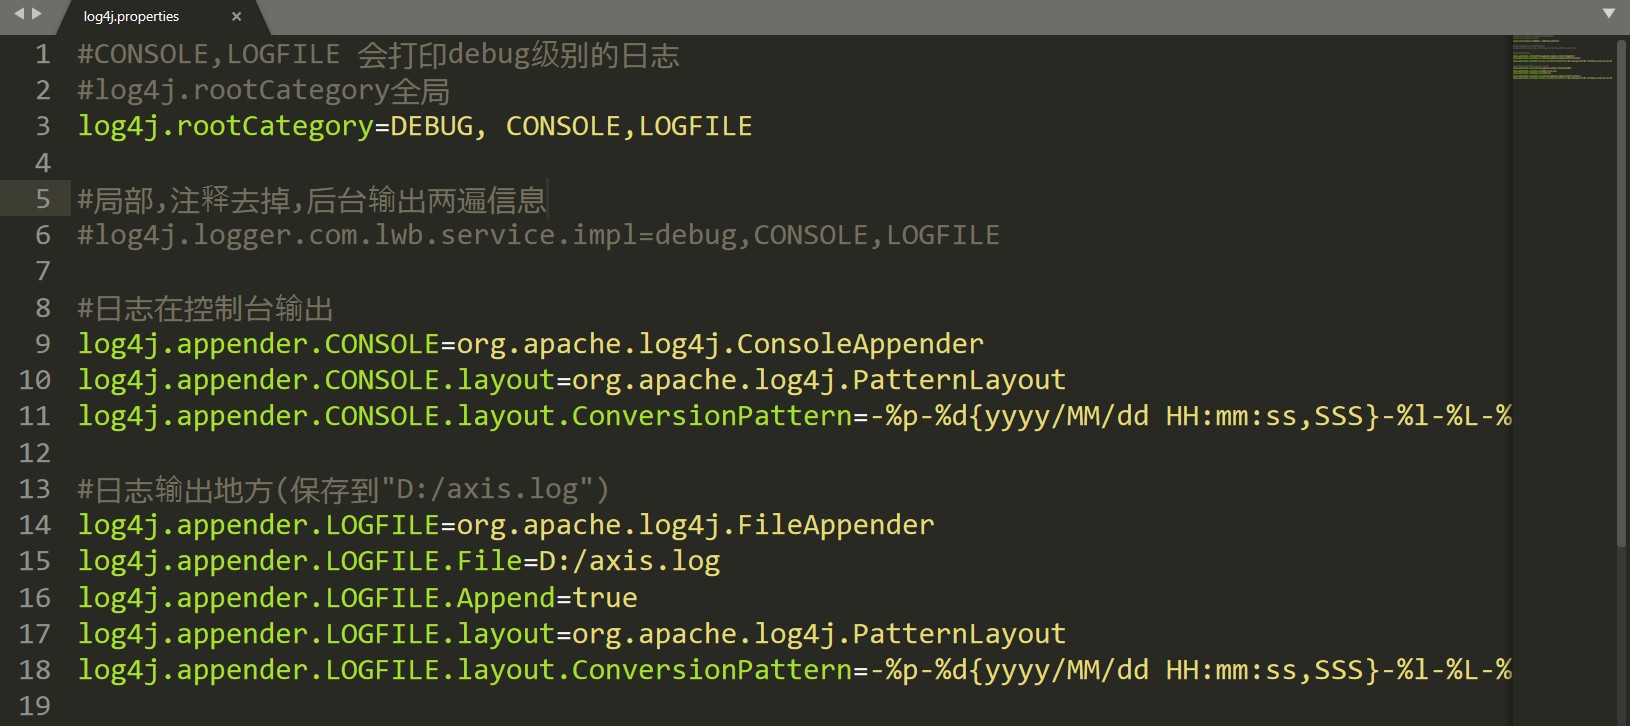 log4j.properties ×
1 #CONSOLE,LOGFILE 会打印debug级别的日志
2 #log4j.rootCategory全局
3 log4j.rootCategory=DEBUG, CONSOLE,LOGFILE
4
5 #局部,注释去掉,后台输出两遍信息
6 #log4j.logger.com.lwb.service.impl=debug,CONSOLE,LOGFILE
7
8 #日志在控制台输出
9 log4j.appender.CONSOLE=org.apache.log4j.ConsoleAppender
10 log4j.appender.CONSOLE.layout=org.apache.log4j.PatternLayout
11 log4j.appender.CONSOLE.layout.ConversionPattern=-%p-%d{yyyy/MM/dd HH:mm:ss,SSS}-%l-%L-%
12
13 #日志输出地方(保存到"D:/axis.log")
14 log4j.appender.LOGFILE=org.apache.log4j.FileAppender
15 log4j.appender.LOGFILE.File=D:/axis.log
16 log4j.appender.LOGFILE.Append=true
17 log4j.appender.LOGFILE.layout=org.apache.log4j.PatternLayout
18 log4j.appender.LOGFILE.layout.ConversionPattern=-%p-%d{yyyy/MM/dd HH:mm:ss,SSS}-%l-%L-%
19